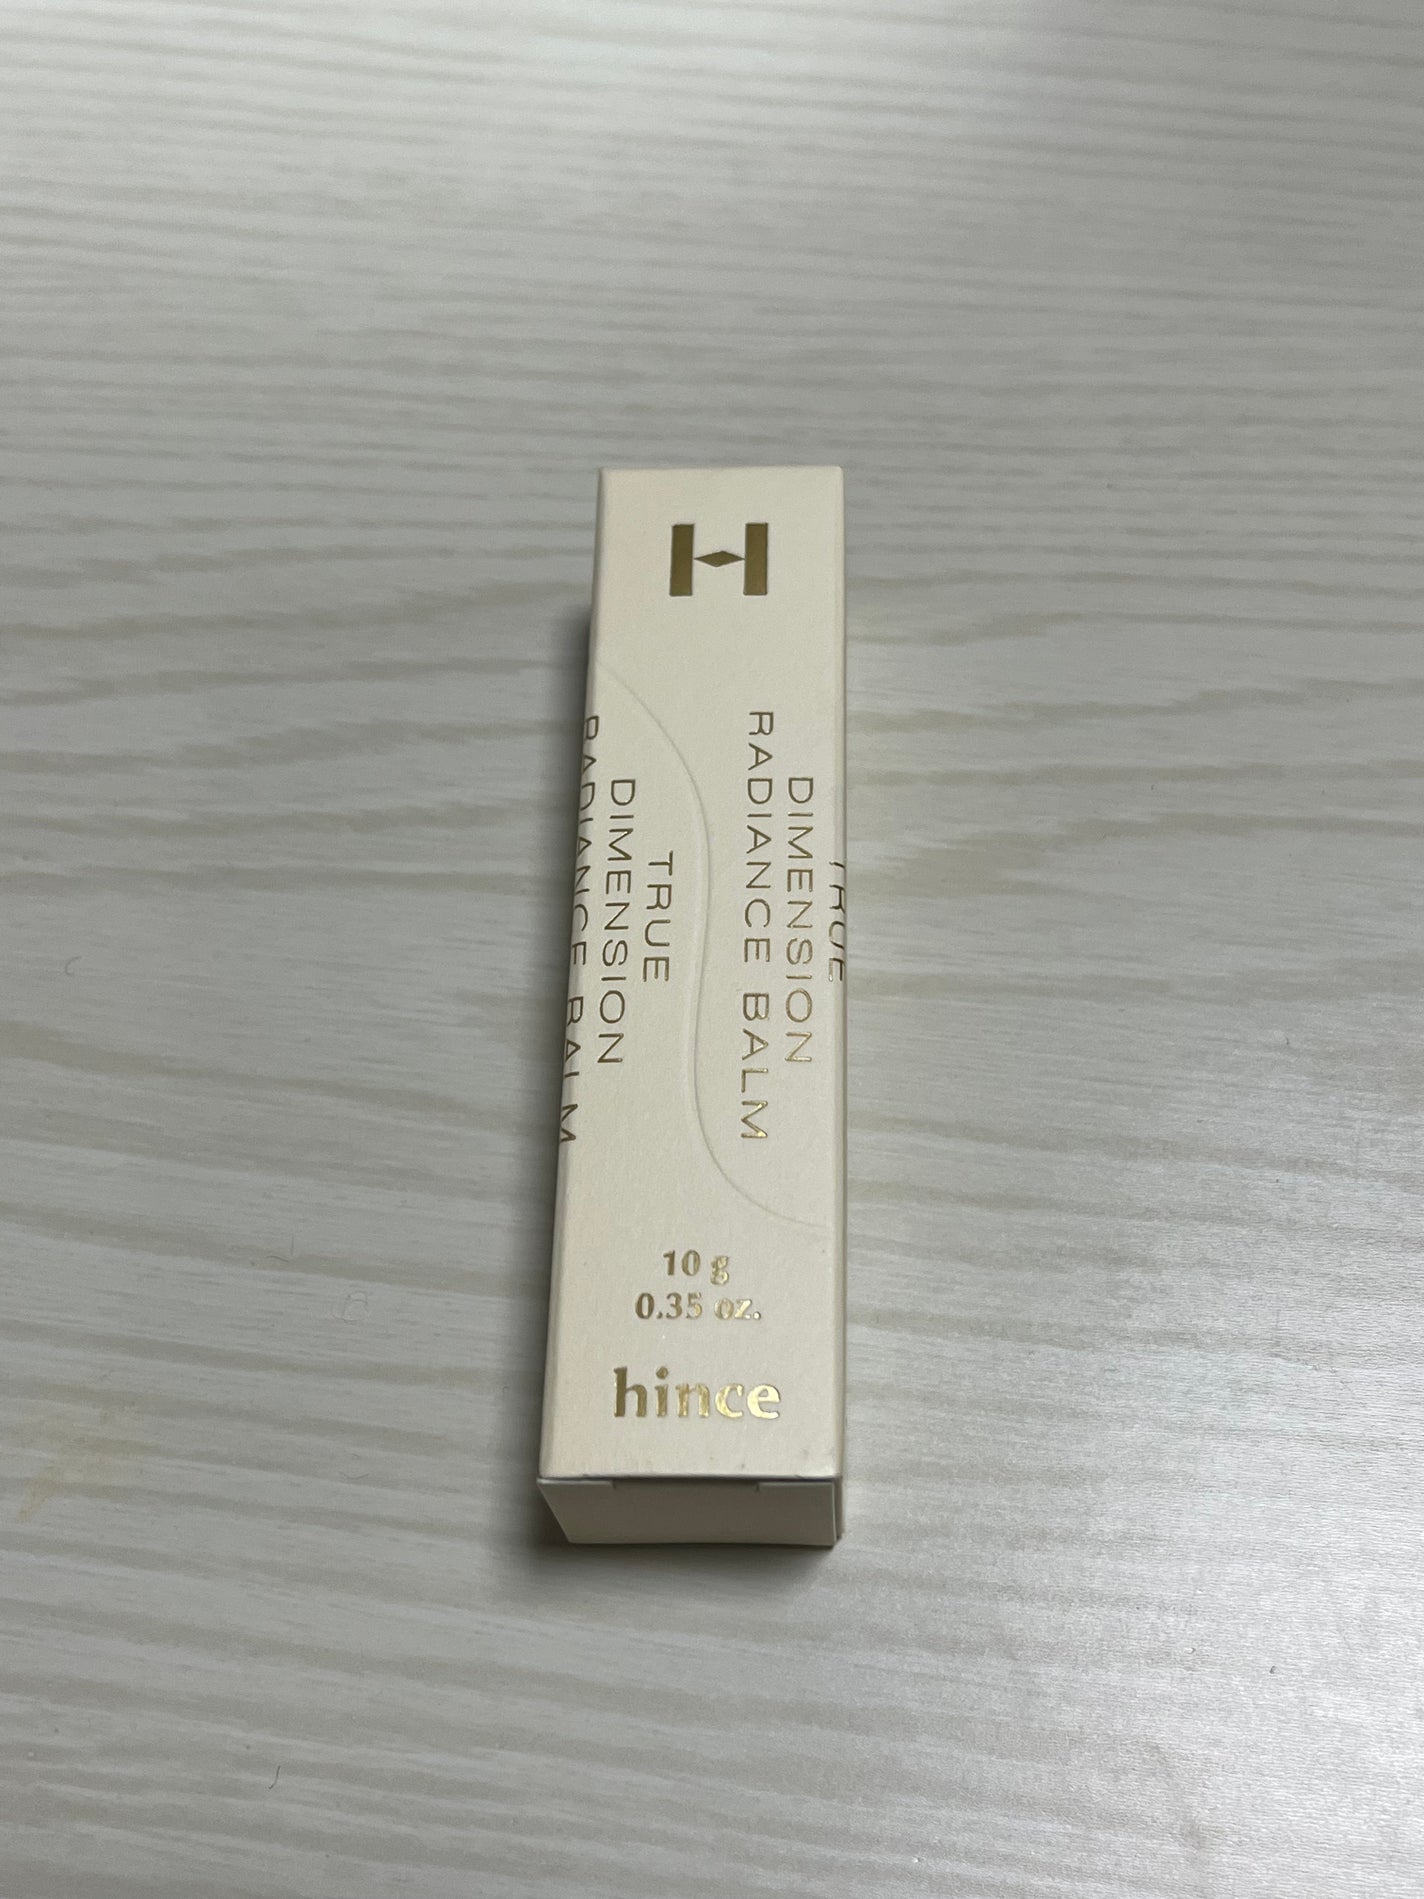 H
TRUE
DIMENSION
RADIANCE BALM
TRUE
DIMENSION
RADIANCE BALM
10 g
0.35 oz.
hince